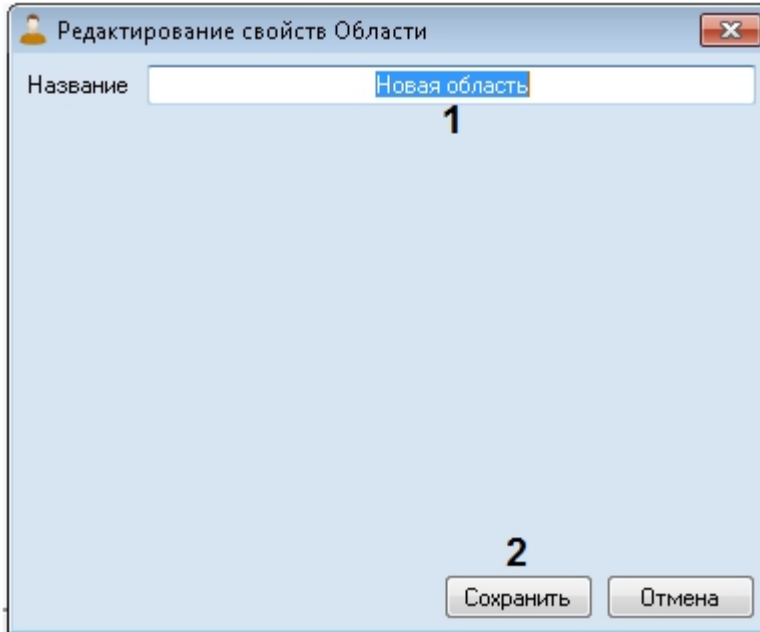 Редактирование свойств Области
Название Новая область
1
2
Сохранить Отмена